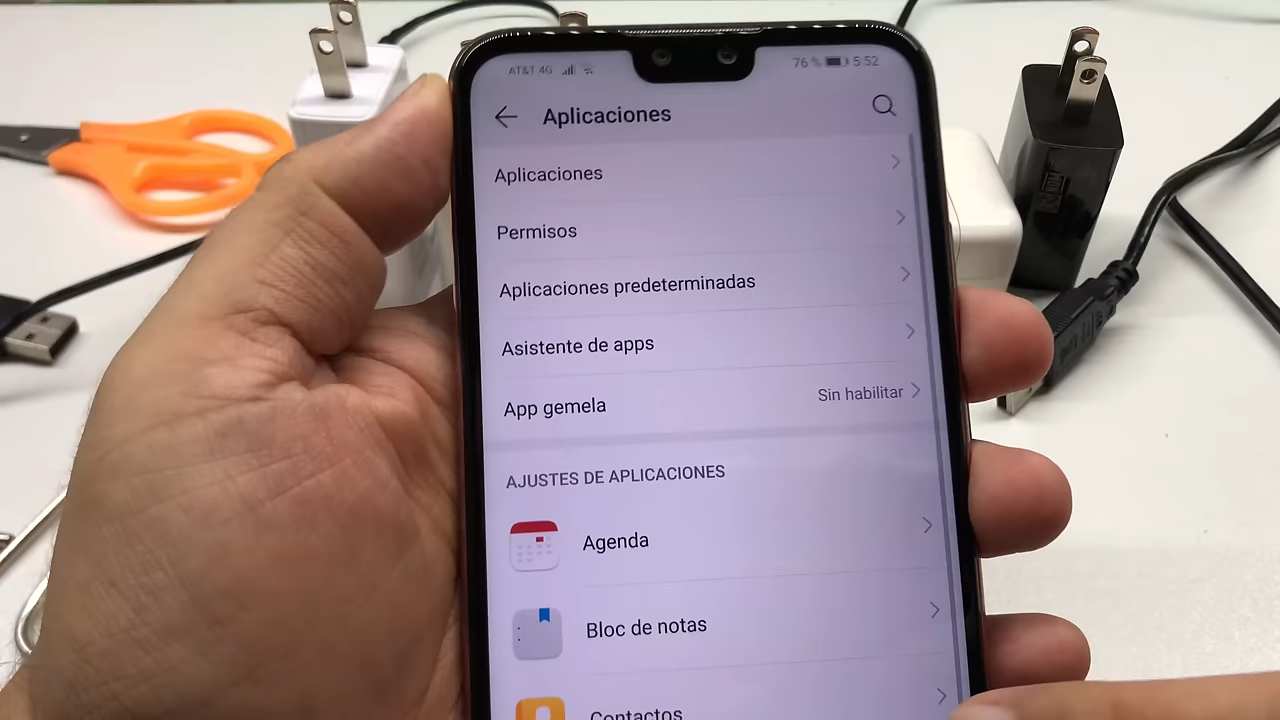 AT&T 4G 76 % 5:52
Aplicaciones
Aplicaciones
Permisos
Aplicaciones predeterminadas
Asistente de apps
App gemela Sin habilitar
AJUSTES DE APLICACIONES
Agenda
Bloc de notas
Contactos